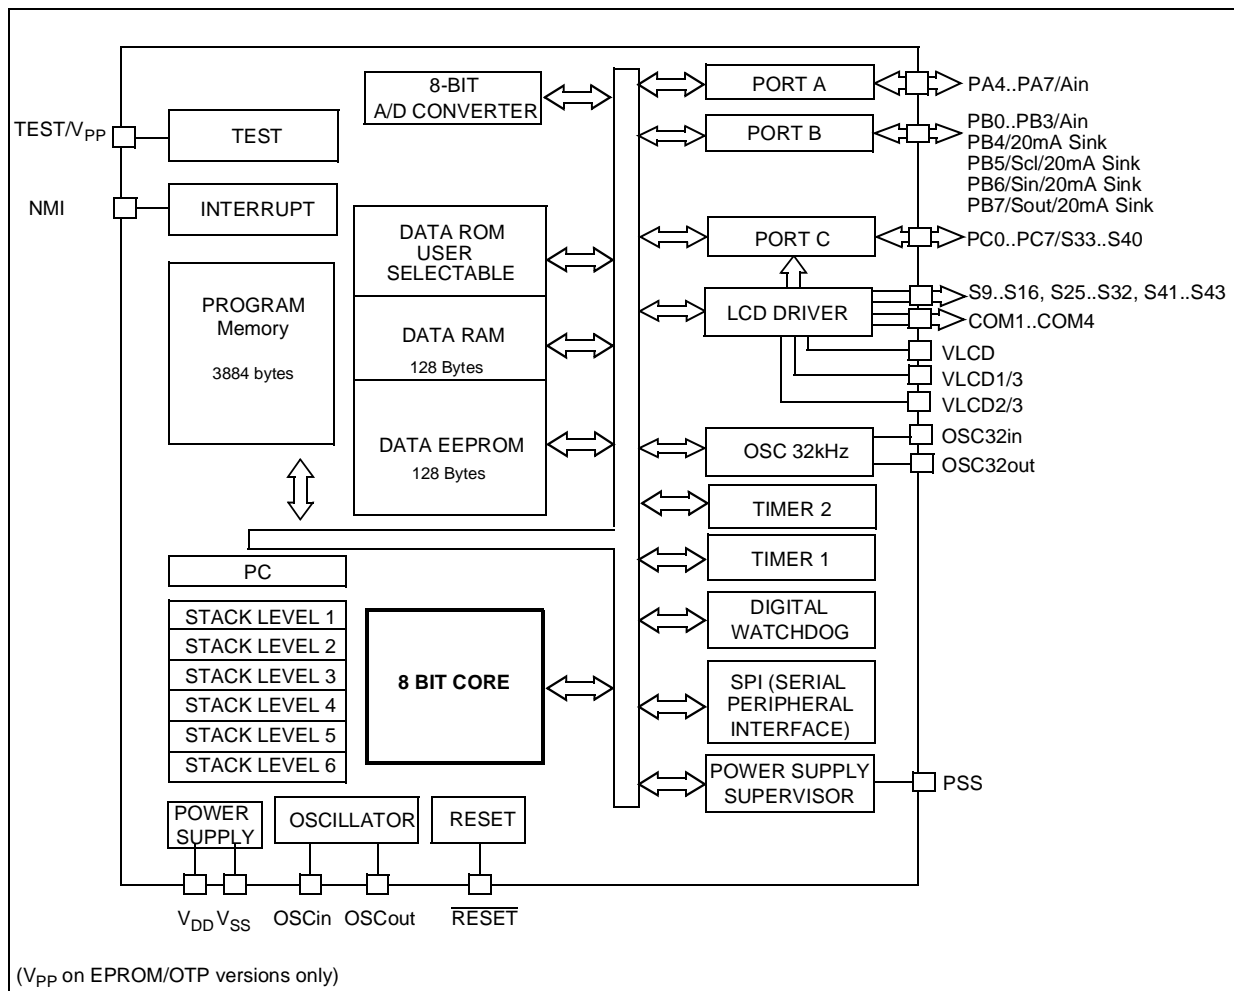 8-BIT
A/D CONVERTER
PORT A
PA4..PA7/Ain
TEST/VPP
TEST
PORT B
PB0..PB3/Ain
PB4/20mA Sink
PB5/Scl/20mA Sink
PB6/Sin/20mA Sink
PB7/Sout/20mA Sink
NMI
INTERRUPT
DATA ROM
USER
SELECTABLE
PORT C
PC0..PC7/S33..S40
PROGRAM
Memory
3884 bytes
DATA RAM
128 Bytes
LCD DRIVER
S9..S16, S25..S32, S41..S43
COM1..COM4
VLCD
VLCD1/3
VLCD2/3
DATA EEPROM
128 Bytes
OSC 32kHz
OSC32in
OSC32out
TIMER 2
TIMER 1
PC
STACK LEVEL 1
STACK LEVEL 2
STACK LEVEL 3
STACK LEVEL 4
STACK LEVEL 5
STACK LEVEL 6
8 BIT CORE
DIGITAL
WATCHDOG
SPI (SERIAL
PERIPHERAL
INTERFACE)
POWER SUPPLY
SUPERVISOR
PSS
POWER
SUPPLY
OSCILLATOR
RESET
VDD VSS
OSCin
OSCout
RESET
(VPP on EPROM/OTP versions only)